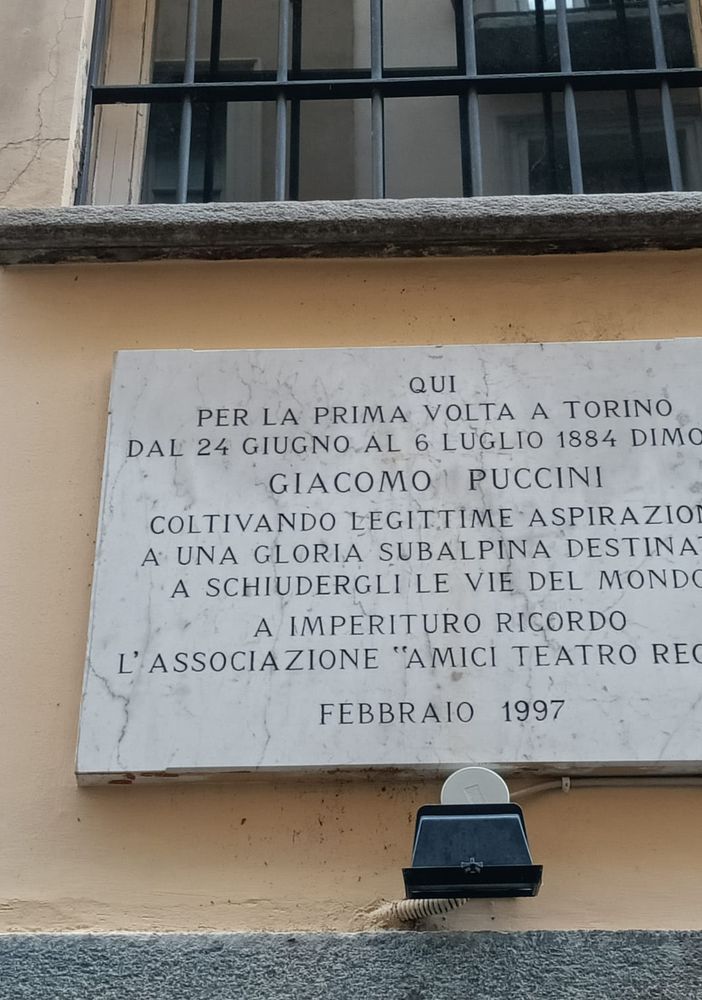 QUI
PER LA PRIMA VOLTA A TORINO
DAL 24 GIUGNO AL 6 LUGLIO 1884 DIMO
GIACOMO PUCCINI
COLTIVANDO LEGITTIME ASPIRAZION
A UNA GLORIA SUBALPINA DESTINAT
A SCHIUDERGLI LE VIE DEL MONDO
A IMPERITURO RICORDO
L'ASSOCIAZIONE "AMICI TEATRO REG
FEBBRAIO 1997